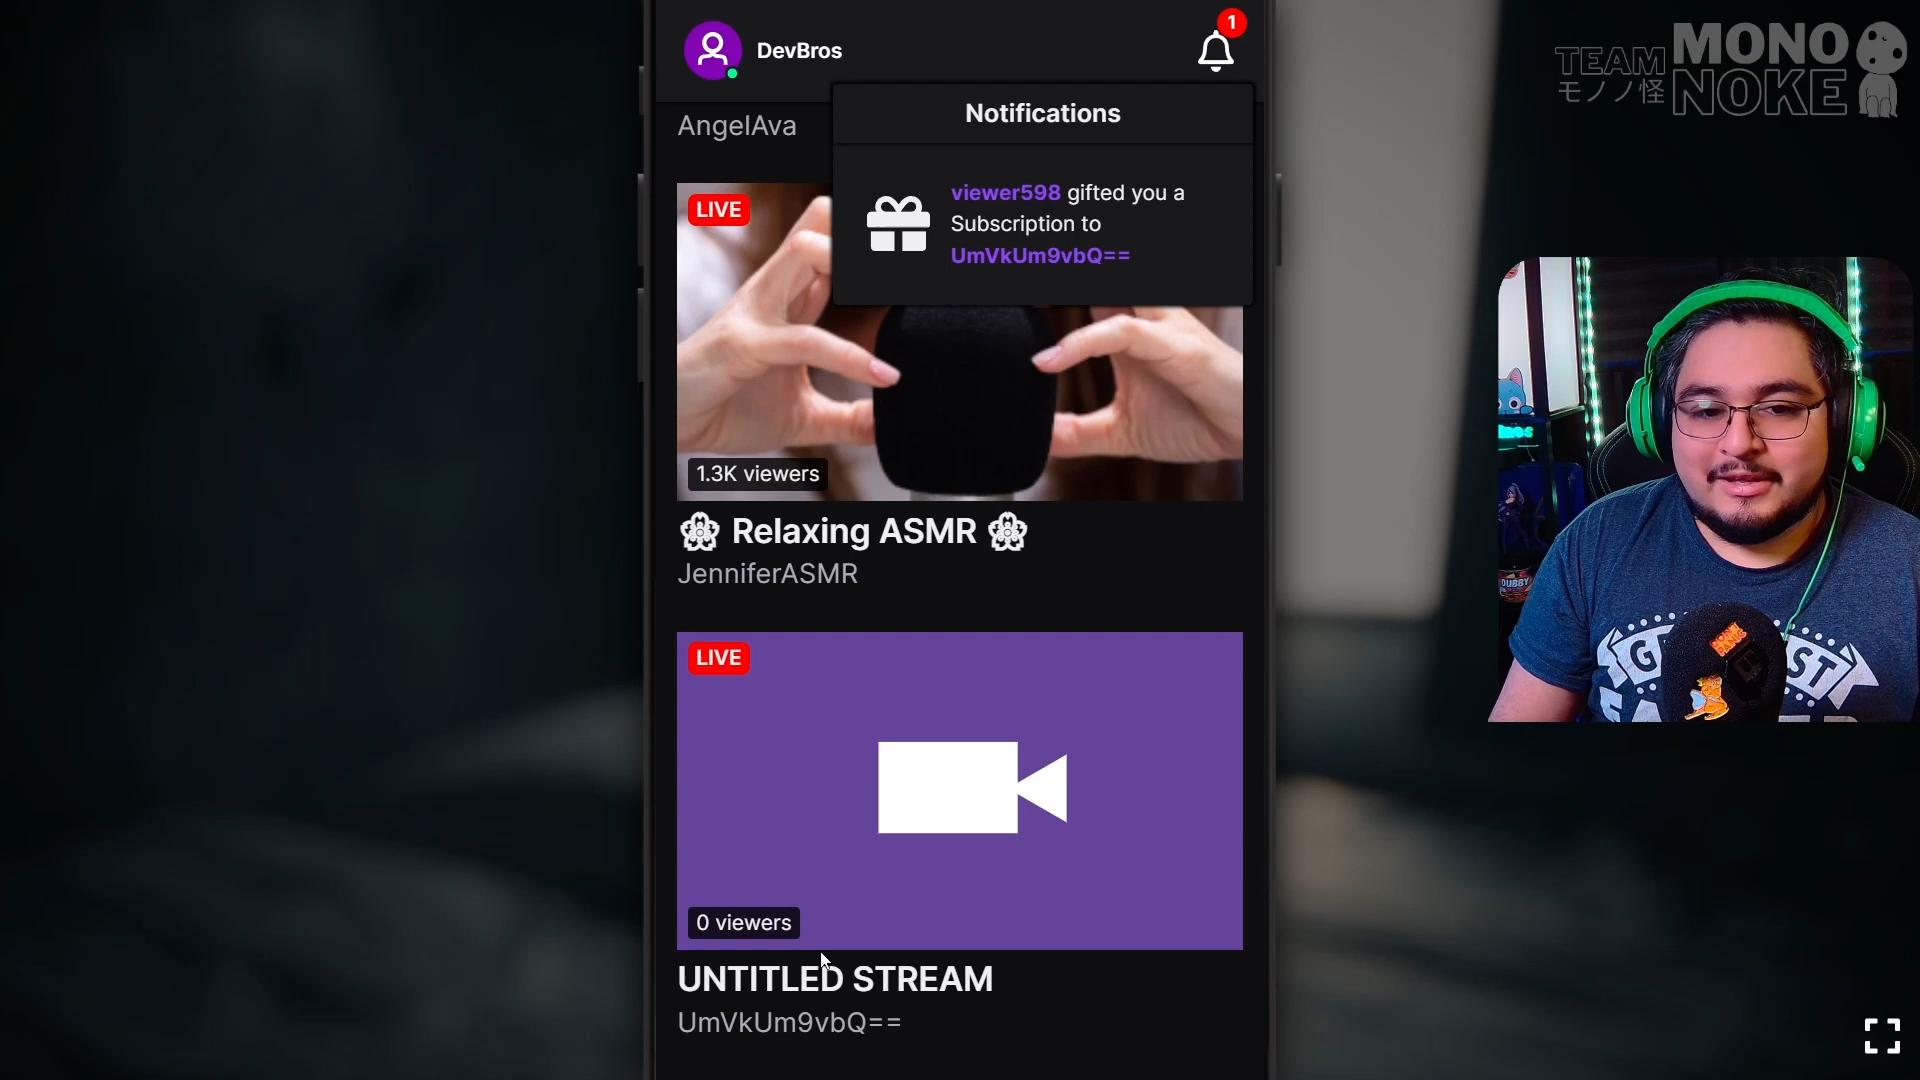 DevBros
1
TEAM
モノノ怪
MONO
NOKE
Notifications
AngelAva
viewer598 gifted you a
Subscription to
UmVkUm9vbQ==
LIVE
1.3K viewers
Relaxing ASMR
JenniferASMR
LIVE
0 viewers
UNTITLED STREAM
UmVkUm9vbQ==
DUBBY